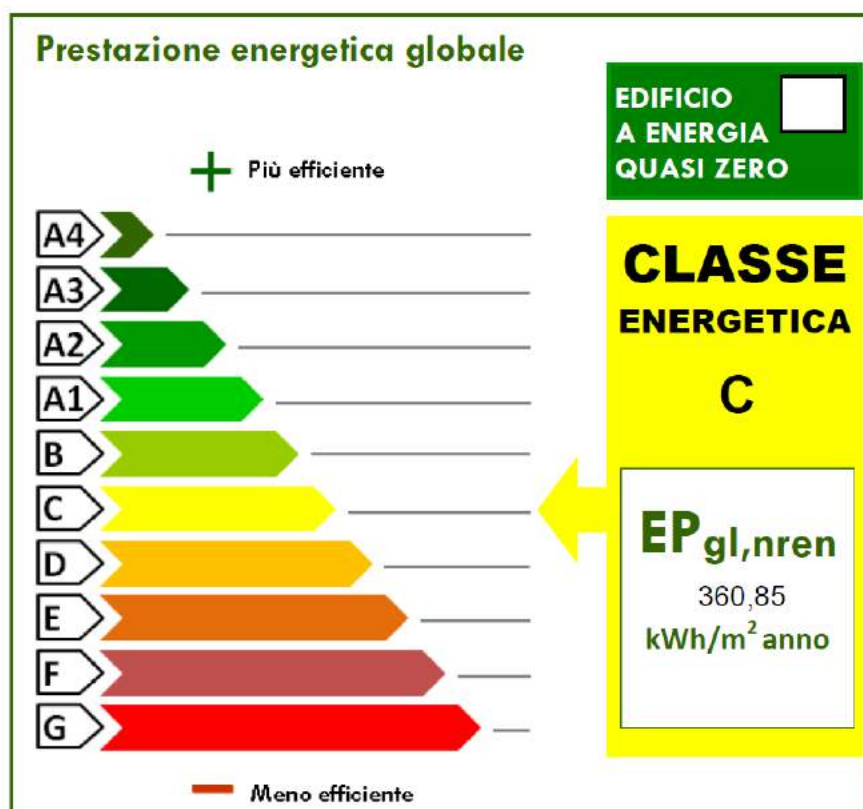 Prestazione energetica globale
EDIFICIO
A ENERGIA
QUASI ZERO
Più efficiente
A4
A3
A2
A1
B
C
D
E
F
G
Meno efficiente
CLASSE
ENERGETICA
C
EPgl,nren
360,85
kWh/m² anno